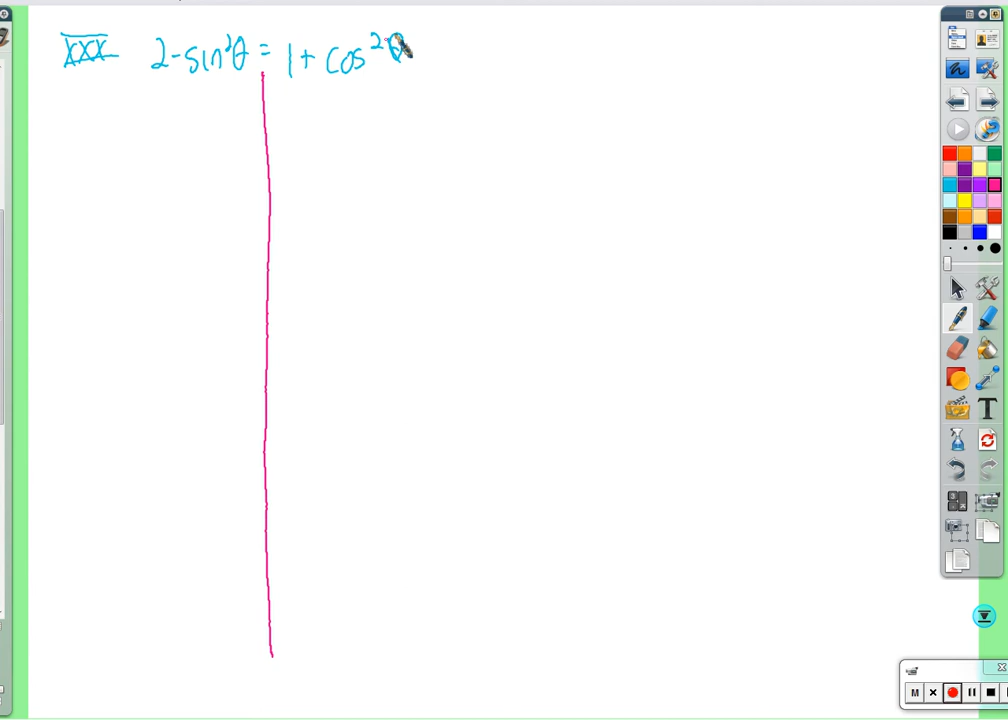 XXX 2-sin²θ = 1 + cos²θ
T
M